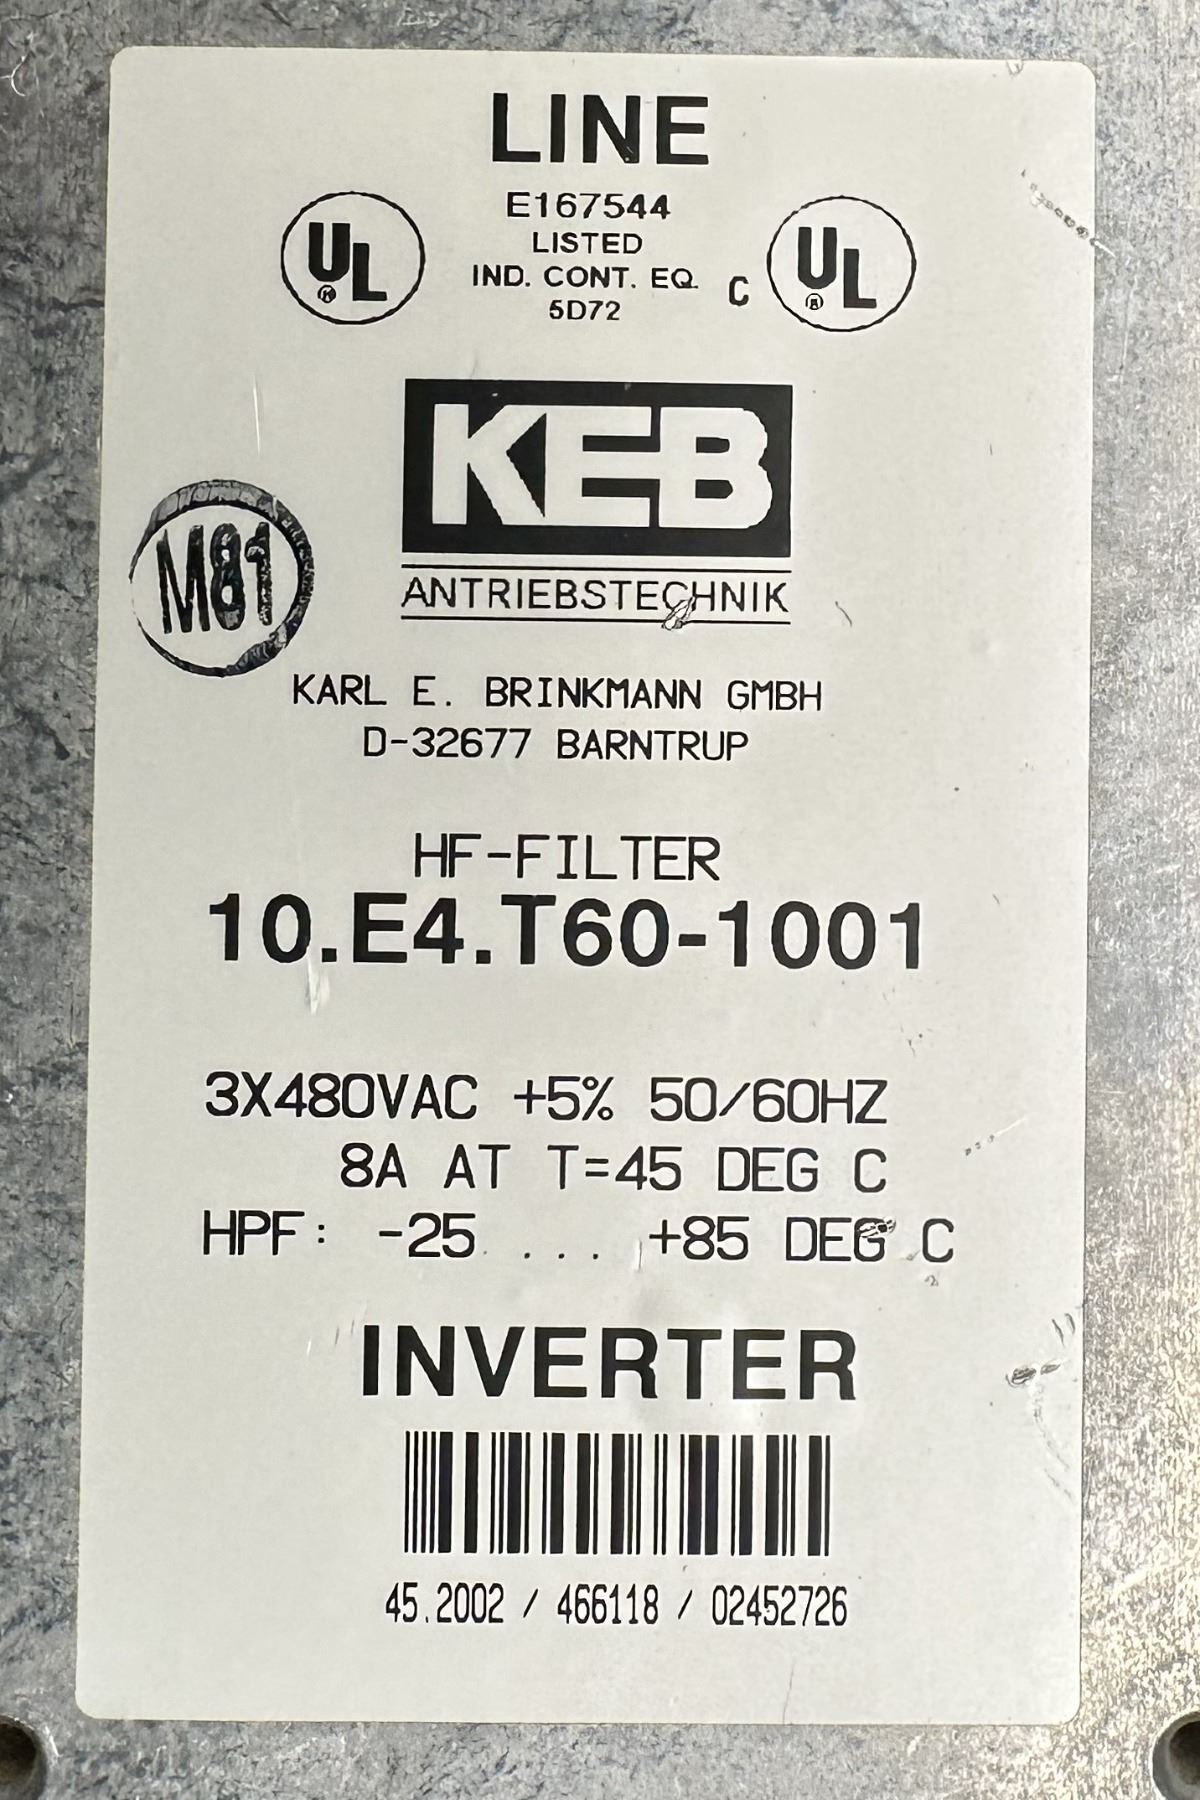 LINE
E167544
LISTED
IND. CONT. EQ.
5D72
UL
R
C UL
R
KEB
ANTRIEBSTECHNIK
M81
KARL E. BRINKMANN GMBH
D-32677 BARNTRUP
HF-FILTER
10.E4.T60-1001
3X480VAC +5% 50/60HZ
8A AT T=45 DEG C
HPF: -25 ... +85 DEG C
INVERTER
45.2002 / 466118 / 02452726